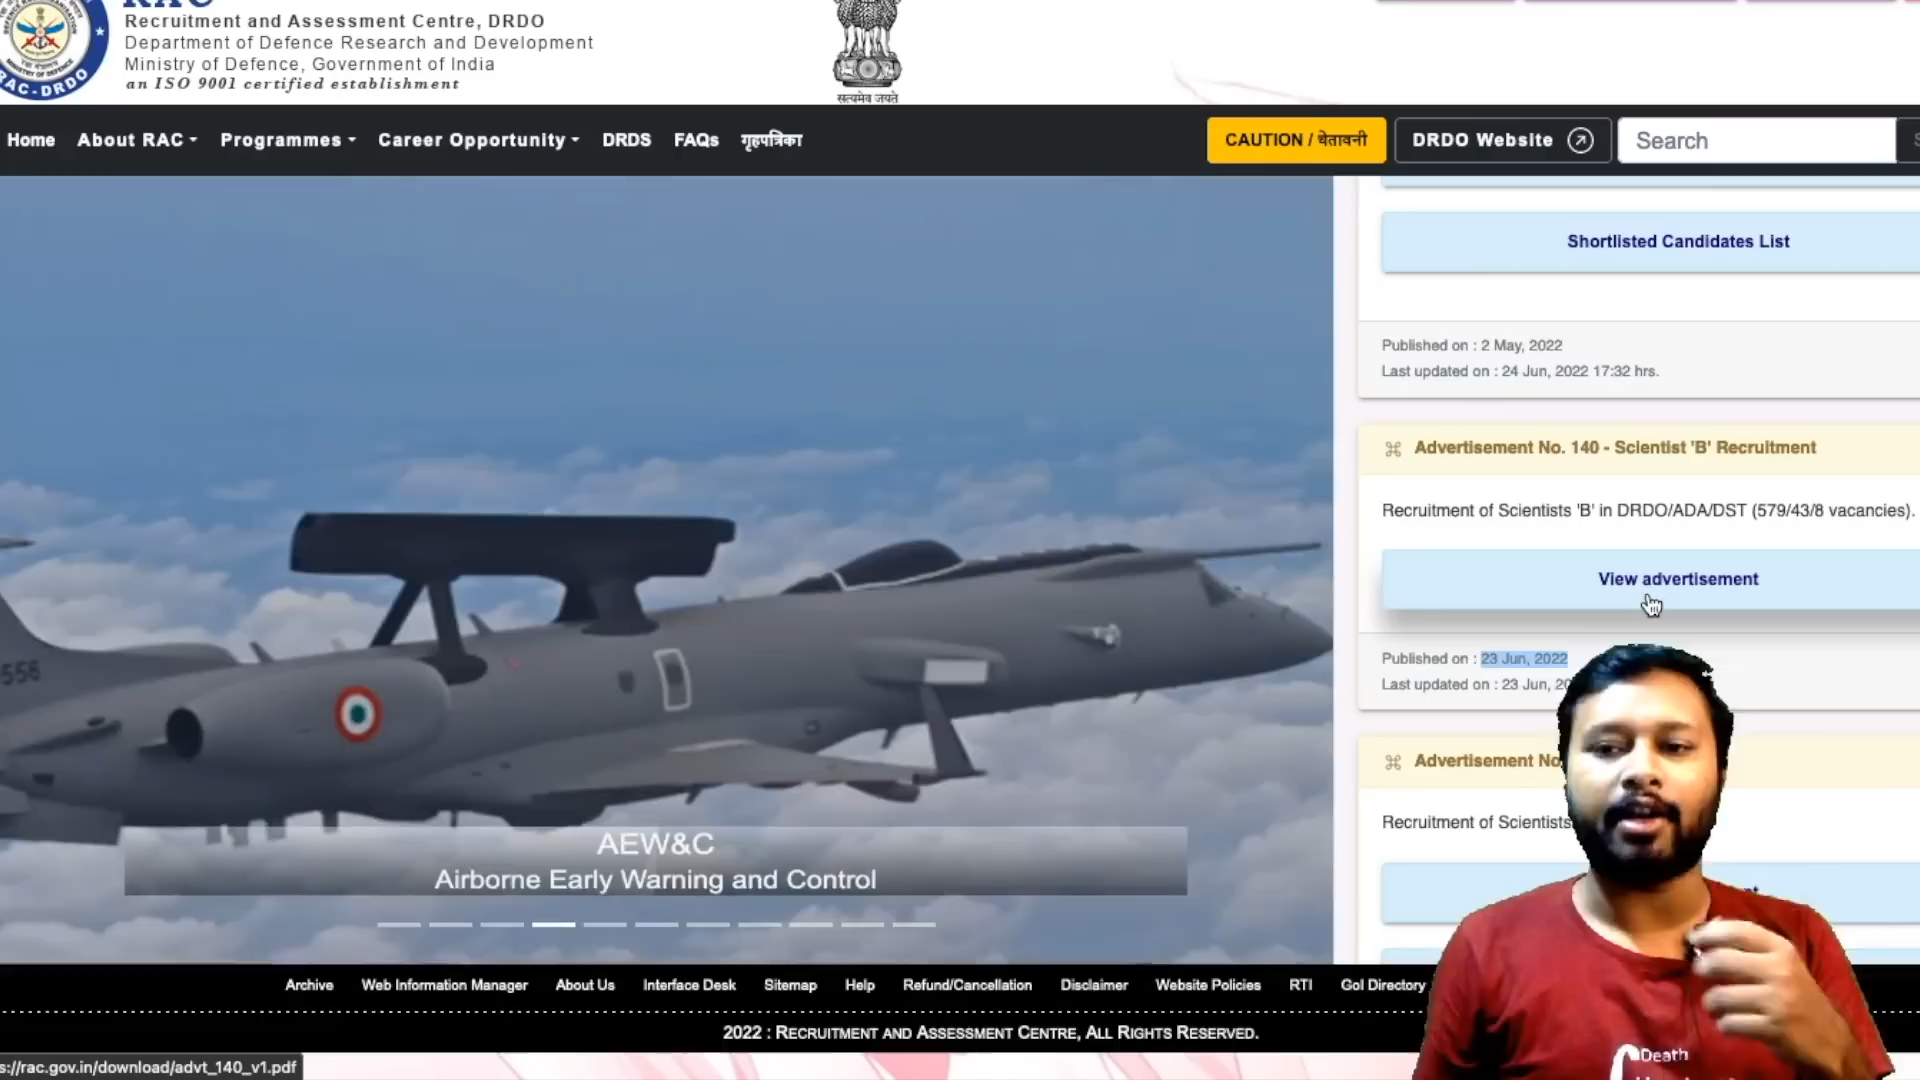 RAC
Recruitment and Assessment Centre, DRDO
Department of Defence Research and Development
Ministry of Defence, Government of India
an ISO 9001 certified establishment
RAC-DRDO
सत्यमेव जयते
Home About RAC Programmes Career Opportunity DRDS FAQs गृहपत्रिका CAUTION / चेतावनी DRDO Website Search
Shortlisted Candidates List
Published on : 2 May, 2022
Last updated on : 24 Jun, 2022 17:32 hrs.
Advertisement No. 140 - Scientist 'B' Recruitment
Recruitment of Scientists 'B' in DRDO/ADA/DST (579/43/8 vacancies).
View advertisement
Published on : 23 Jun, 2022
Last updated on : 23 Jun, 20
Advertisement No
Recruitment of Scientists
556
AEW&C
Airborne Early Warning and Control
Archive Web Information Manager About Us Interface Desk Sitemap Help Refund/Cancellation Disclaimer Website Policies RTI GoI Directory
2022 : RECRUITMENT AND ASSESSMENT CENTRE, ALL RIGHTS RESERVED.
s://rac.gov.in/download/advt_140_v1.pdf
Death